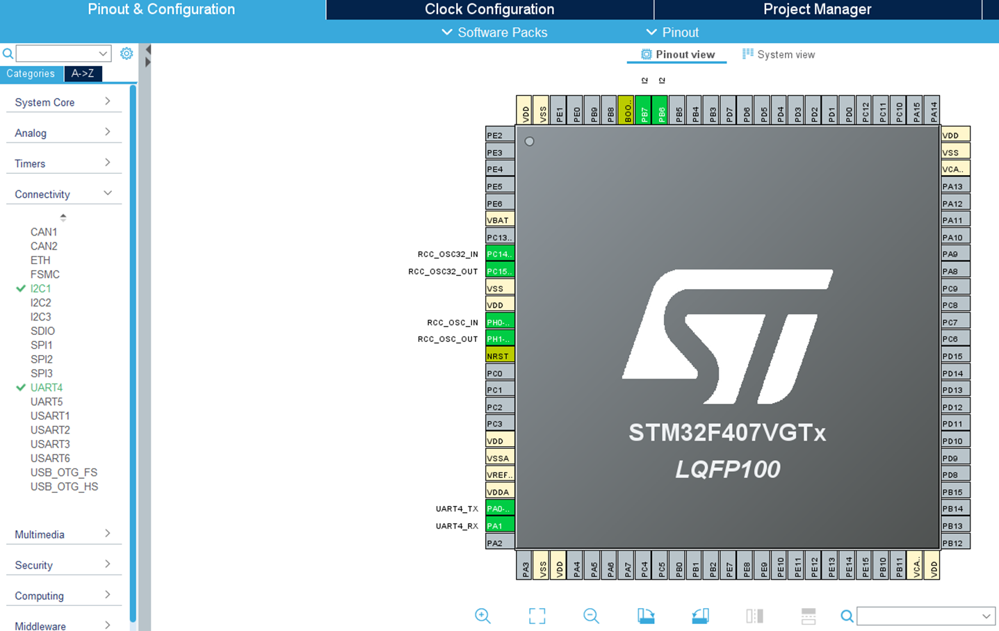 Pinout & Configuration
Clock Configuration
Project Manager
Software Packs
Pinout
Pinout view
System view
Categories
A->Z
System Core
Analog
Timers
Connectivity
CAN1
CAN2
ETH
FSMC
I2C1
I2C2
I2C3
SDIO
SPI1
SPI2
SPI3
UART4
UART5
USART1
USART2
USART3
USART6
USB_OTG_FS
USB_OTG_HS
Multimedia
Security
Computing
Middleware
I2
I2
VDD
VSS
PE1
PE0
PB9
PB8
BOO..
PB7
PB6
PB5
PB4
PB3
PD7
PD6
PD5
PD4
PD3
PD2
PD1
PD0
PC12
PC11
PC10
PA15
PA14
PE2
PE3
PE4
PE5
PE6
VBAT
PC13..
RCC_OSC32_IN
PC14..
RCC_OSC32_OUT
PC15..
VSS
VDD
RCC_OSC_IN
PH0-..
RCC_OSC_OUT
PH1-..
NRST
PC0
PC1
PC2
PC3
VDD
VSSA
VREF..
VDDA
UART4_TX
PA0-..
UART4_RX
PA1
PA2
STM32F407VGTx
LQFP100
VDD
VSS
VCA..
PA13
PA12
PA11
PA10
PA9
PA8
PC9
PC8
PC7
PC6
PD15
PD14
PD13
PD12
PD11
PD10
PD9
PD8
PB15
PB14
PB13
PB12
PA3
VSS
VDD
PA4
PA5
PA6
PA7
PC4
PC5
PB0
PB1
PB2
PE7
PE8
PE9
PE10
PE11
PE12
PE13
PE14
PE15
PB10
PB11
VCA..
VDD